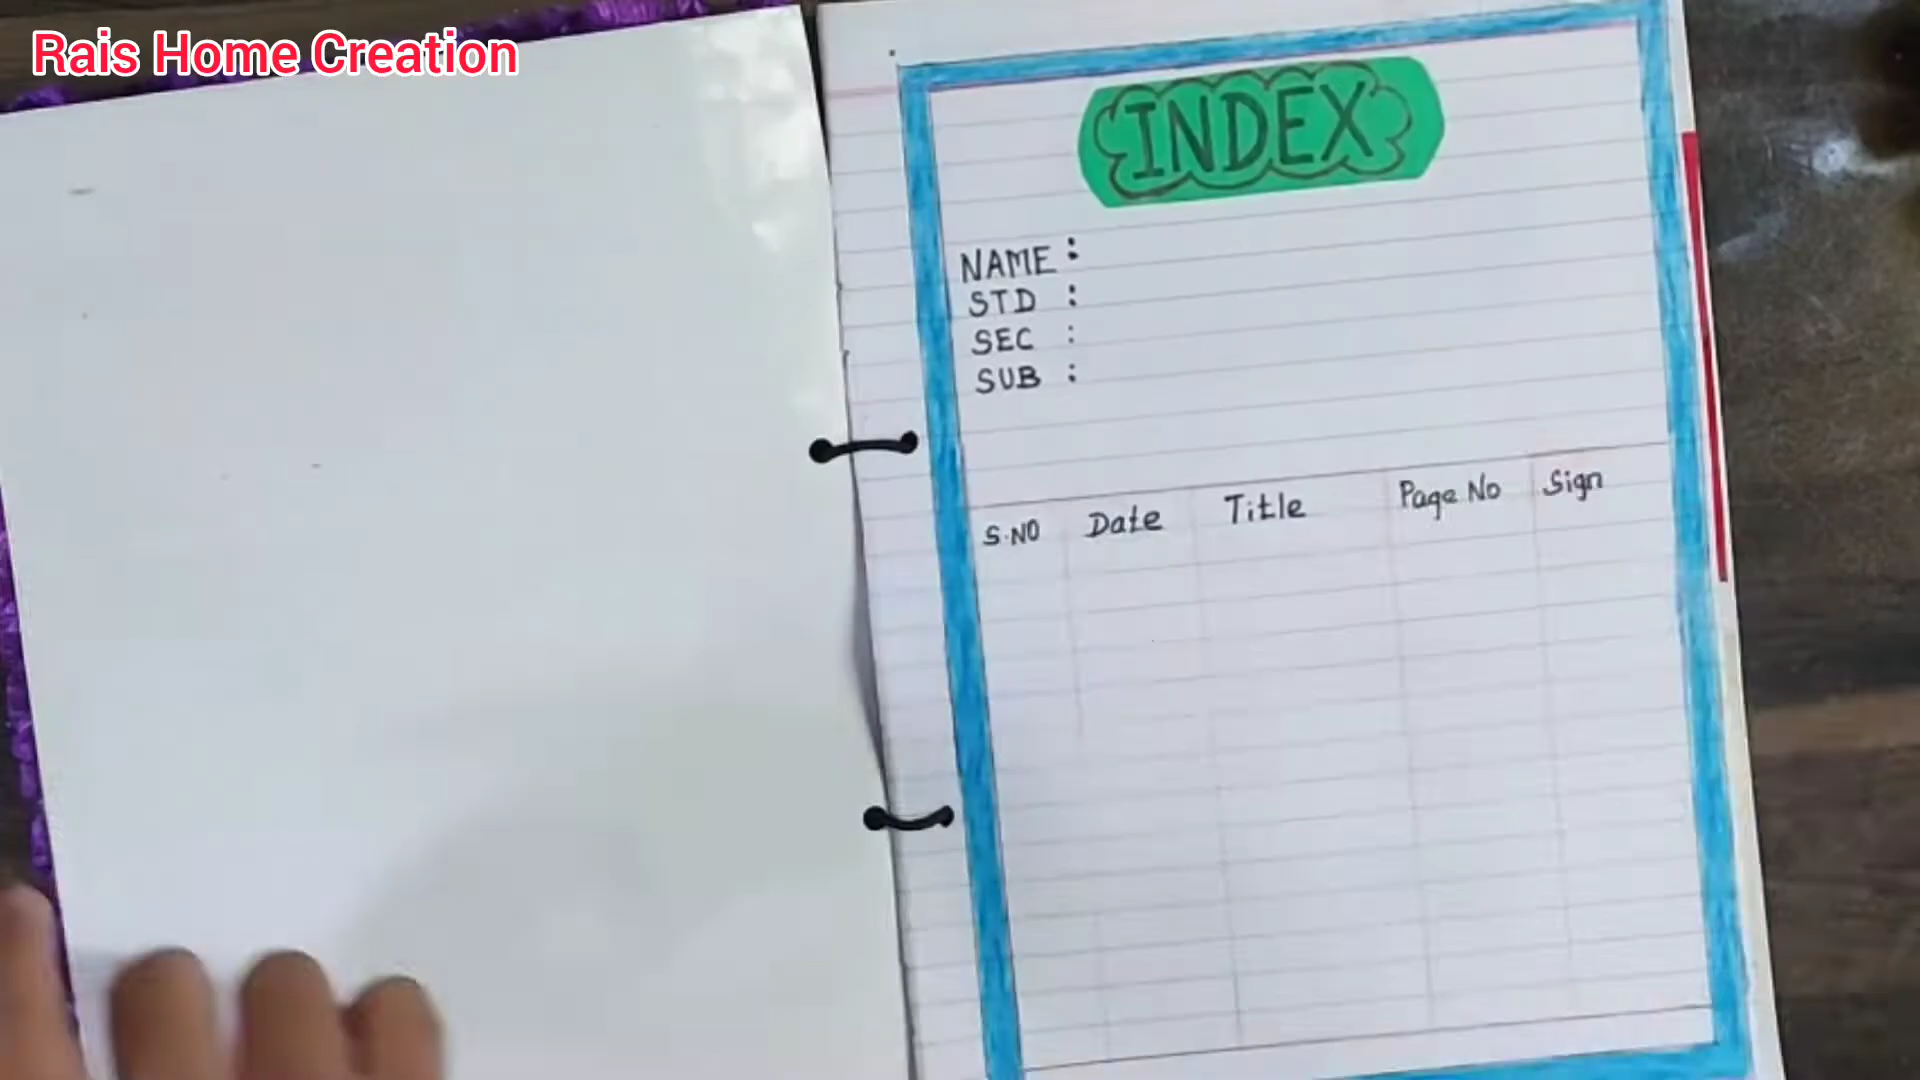 Rais Home Creation
INDEX
NAME :
STD :
SEC :
SUB :
S.NO Date Title Page No Sign